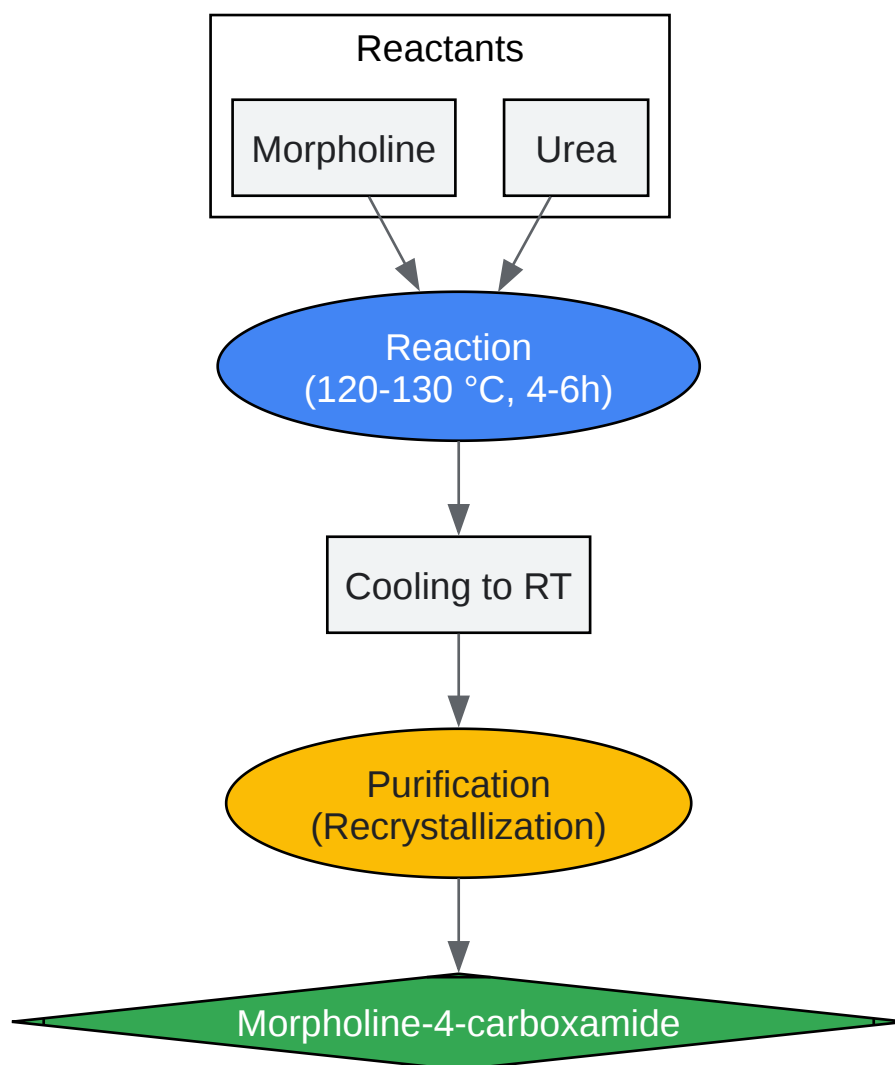 Reactants
Morpholine
Urea
Reaction
(120-130 °C, 4-6h)
Cooling to RT
Purification
(Recrystallization)
Morpholine-4-carboxamide